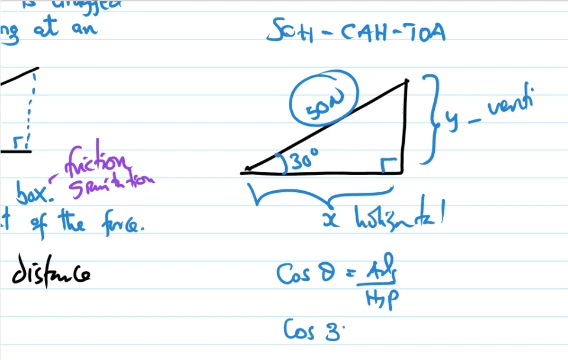 is dragged
ng at an
SOH - CAH - TOA
50N
30°
y - verti
friction
box.
x horizontal
t of the force.
distance
Cos θ = Adj
Hyp
Cos 3